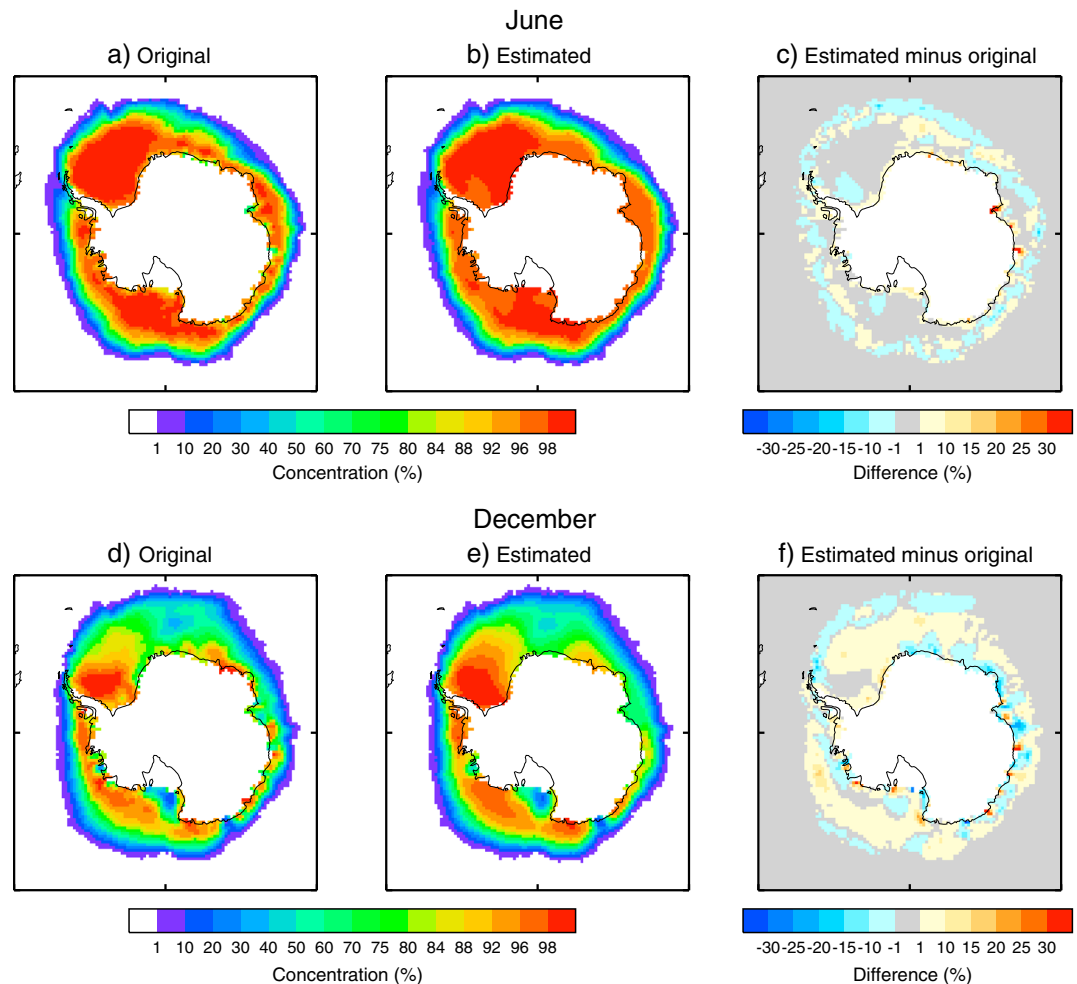 June
a) Original
b) Estimated
c) Estimated minus original
1 10 20 30 40 60 70 75 80 84 88 92 96 98
Concentration (%)
-30 -25 -20 -15 -10 -1 1 10 15 20 25 30
Difference (%)
December
d) Original
e) Estimated
f) Estimated minus original
1 10 20 30 40 60 70 75 80 84 88 92 96 98
Concentration (%)
-30 -25 -20 -15 -10 -1 1 10 15 20 25 30
Difference (%)